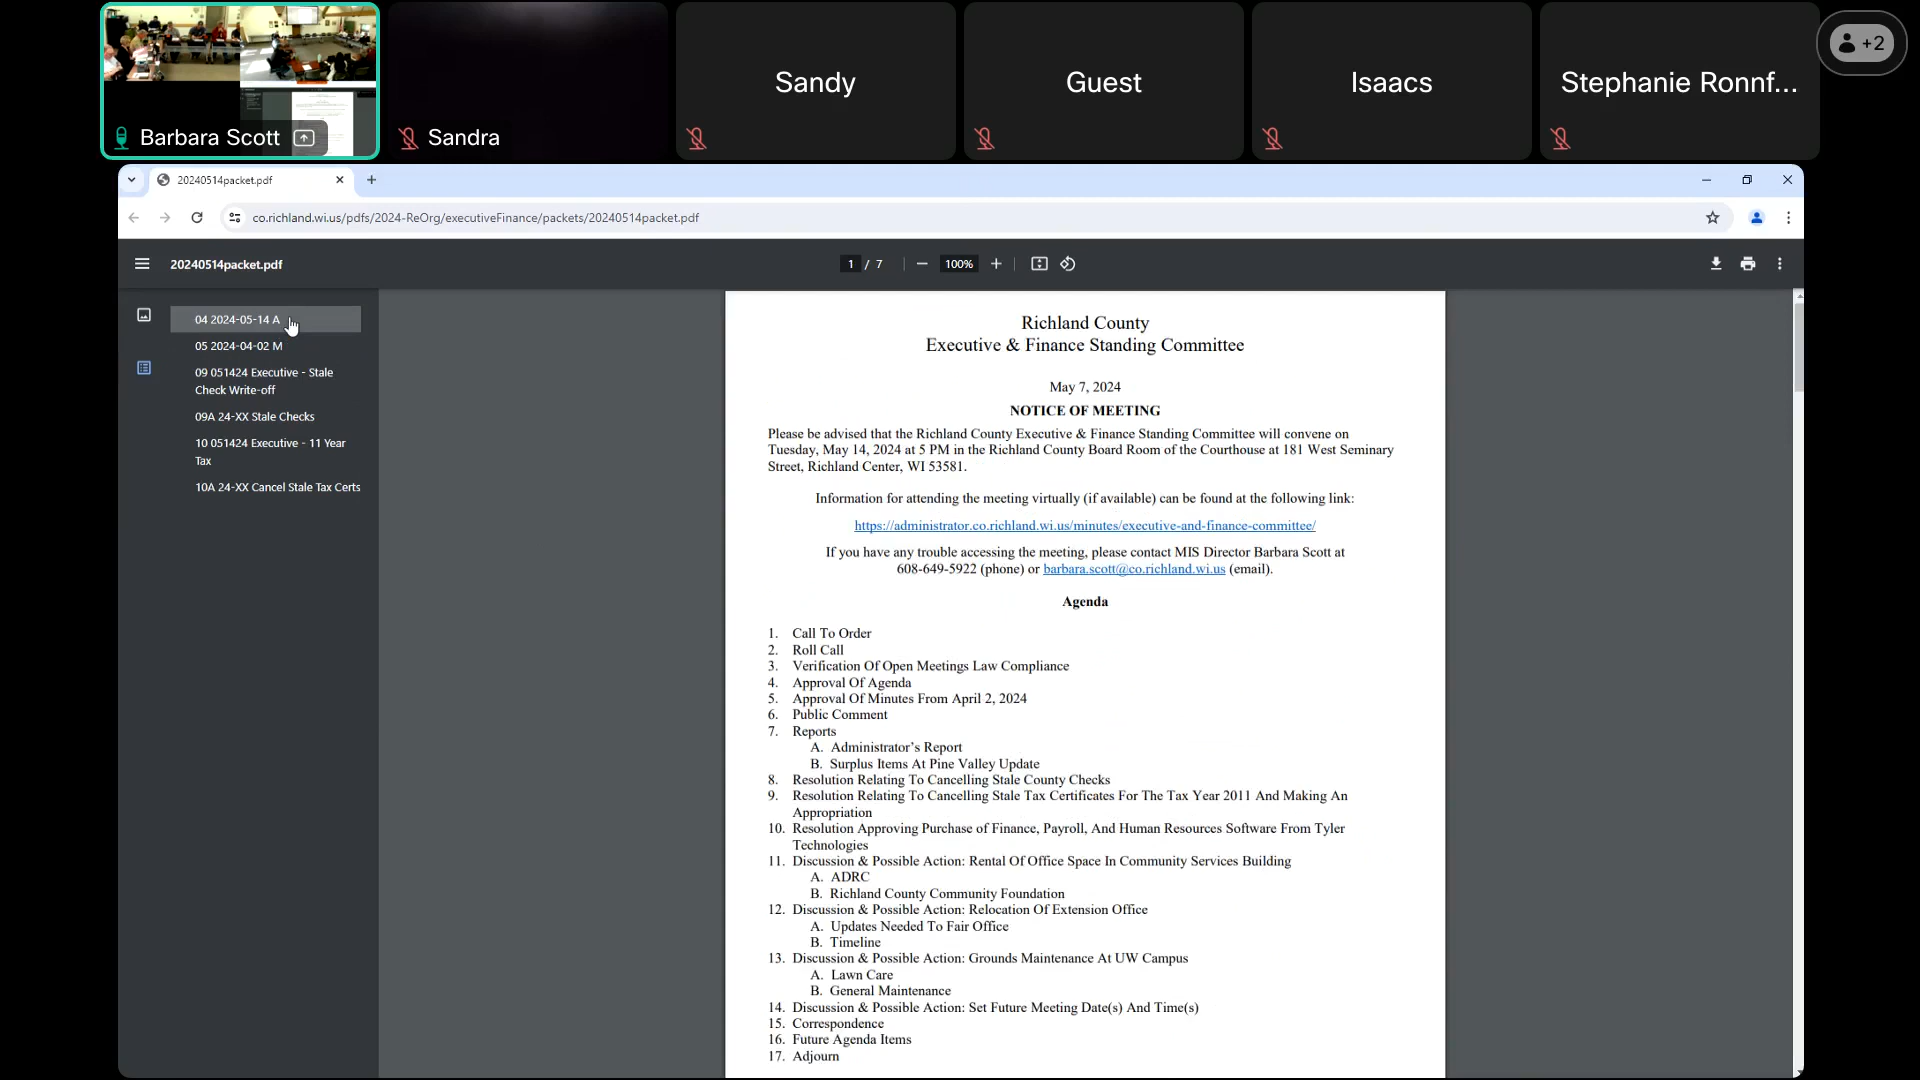 Barbara Scott
Sandra
Sandy
Guest
Isaacs
Stephanie Ronnf...
+2
20240514packet.pdf
co.richland.wi.us/pdfs/2024-ReOrg/executiveFinance/packets/20240514packet.pdf
20240514packet.pdf
1 / 7
100%
04 2024-05-14 A
05 2024-04-02 M
09 051424 Executive - Stale
Check Write-off
09A 24-XX Stale Checks
10 051424 Executive - 11 Year
Tax
10A 24-XX Cancel Stale Tax Certs
Richland County
Executive & Finance Standing Committee
May 7, 2024
NOTICE OF MEETING
Please be advised that the Richland County Executive & Finance Standing Committee will convene on
Tuesday, May 14, 2024 at 5 PM in the Richland County Board Room of the Courthouse at 181 West Seminary
Street, Richland Center, WI 53581.
Information for attending the meeting virtually (if available) can be found at the following link:
https://administrator.co.richland.wi.us/minutes/executive-and-finance-committee/
If you have any trouble accessing the meeting, please contact MIS Director Barbara Scott at
608-649-5922 (phone) or barbara.scott@co.richland.wi.us (email).
Agenda
1. Call To Order
2. Roll Call
3. Verification Of Open Meetings Law Compliance
4. Approval Of Agenda
5. Approval Of Minutes From April 2, 2024
6. Public Comment
7. Reports
A. Administrator's Report
B. Surplus Items At Pine Valley Update
8. Resolution Relating To Cancelling Stale County Checks
9. Resolution Relating To Cancelling Stale Tax Certificates For The Tax Year 2011 And Making An
Appropriation
10. Resolution Approving Purchase of Finance, Payroll, And Human Resources Software From Tyler
Technologies
11. Discussion & Possible Action: Rental Of Office Space In Community Services Building
A. ADRC
B. Richland County Community Foundation
12. Discussion & Possible Action: Relocation Of Extension Office
A. Updates Needed To Fair Office
B. Timeline
13. Discussion & Possible Action: Grounds Maintenance At UW Campus
A. Lawn Care
B. General Maintenance
14. Discussion & Possible Action: Set Future Meeting Date(s) And Time(s)
15. Correspondence
16. Future Agenda Items
17. Adjourn